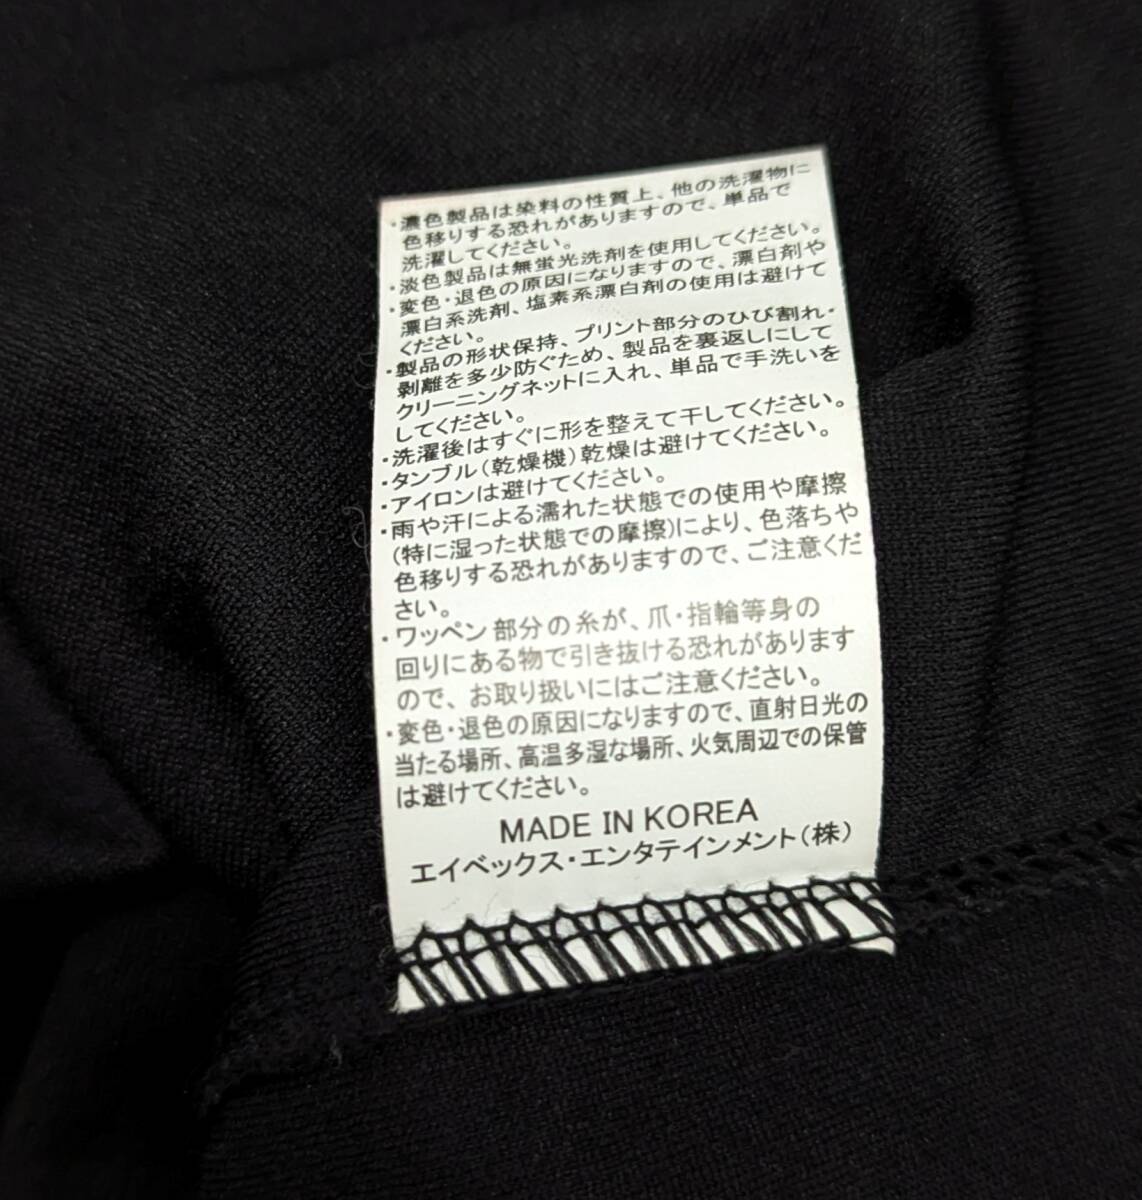 ・濃色製品は染料の性質上、他の洗濯物に
色移りする恐れがありますので、単品で
洗濯してください。
・淡色製品は無蛍光洗剤を使用してください。
・変色・退色の原因になりますので、漂白剤や
漂白系洗剤、塩素系漂白剤の使用は避けて
ください。
・製品の形状保持、プリント部分のひび割れ・
剥離を多少防ぐため、製品を裏返しにして
クリーニングネットに入れ、単品で手洗いを
してください。
・洗濯後はすぐに形を整えて干してください。
・タンブル(乾燥機)乾燥は避けてください。
・アイロンは避けてください。
・雨や汗による濡れた状態での使用や摩擦
(特に湿った状態での摩擦)により、色落ちや
色移りする恐れがありますので、ご注意くだ
さい。
・ワッペン部分の糸が、爪・指輪等身の
回りにある物で引き抜ける恐れがあります
ので、お取り扱いにはご注意ください。
・変色・退色の原因になりますので、直射日光の
当たる場所、高温多湿な場所、火気周辺での保管
は避けてください。
MADE IN KOREA
エイベックス・エンタテインメント(株)